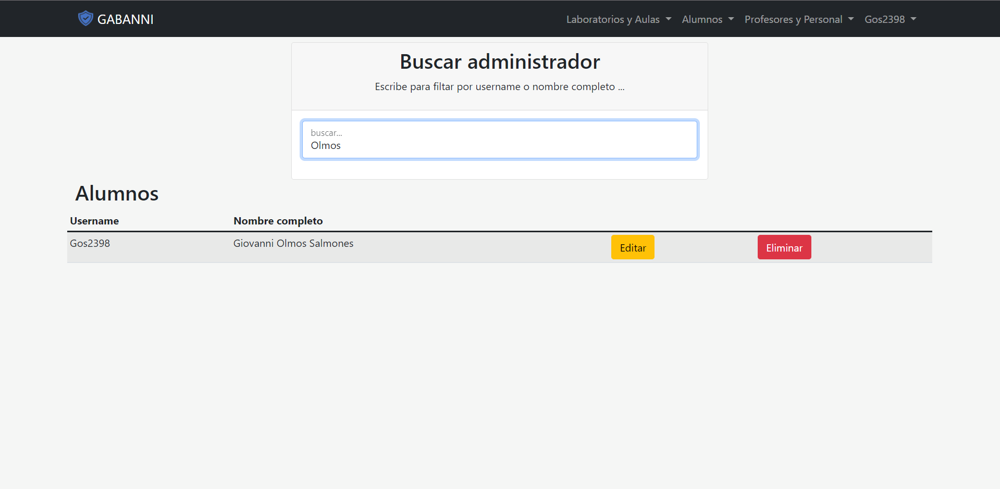 GABANNI
Laboratorios y Aulas Alumnos Profesores y Personal Gos2398
Buscar administrador
Escribe para filtar por username o nombre completo ...
buscar...
Olmos
Alumnos
Username Nombre completo
Gos2398 Giovanni Olmos Salmones Editar Eliminar